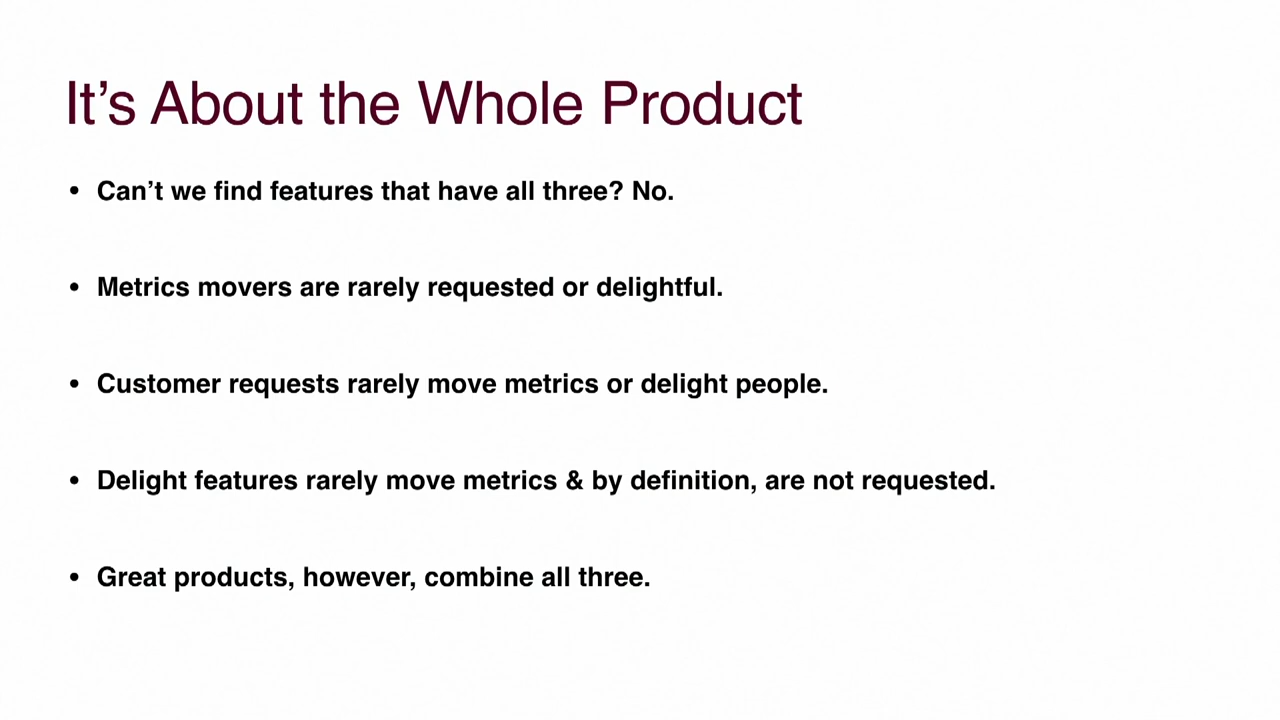 It’s About the Whole Product
• Can’t we find features that have all three? No.
• Metrics movers are rarely requested or delightful.
• Customer requests rarely move metrics or delight people.
• Delight features rarely move metrics & by definition, are not requested.
• Great products, however, combine all three.